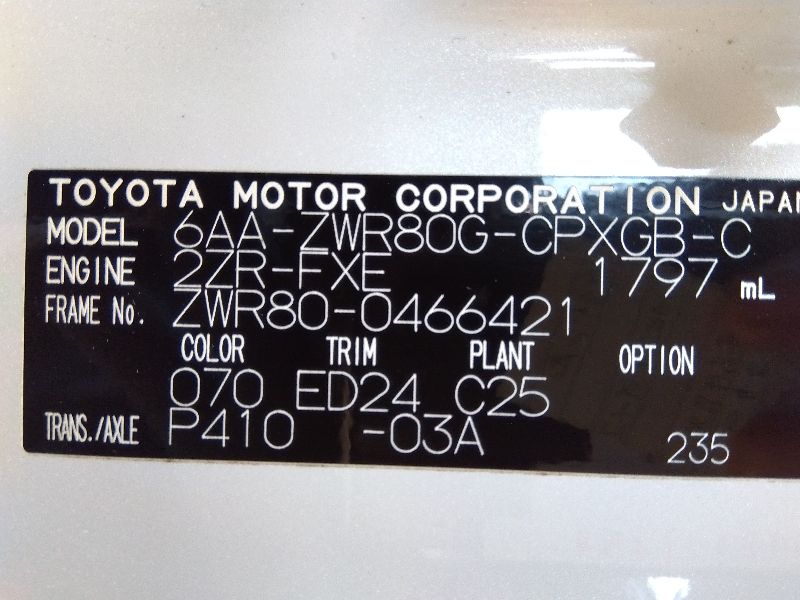 TOYOTA MOTOR CORPORATION JAPAN
MODEL 6AA-ZWR80G-CPXGB-C
ENGINE 2ZR-FXE 1797 mL
FRAME No. ZWR80-0466421
COLOR TRIM PLANT OPTION
070 ED24 C25
TRANS./AXLE P410 -03A 235